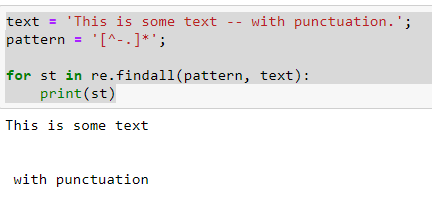 text = 'This is some text -- with punctuation.';
pattern = '[^-.]*';
for st in re.findall(pattern, text):
    print(st)
This is some text
 with punctuation